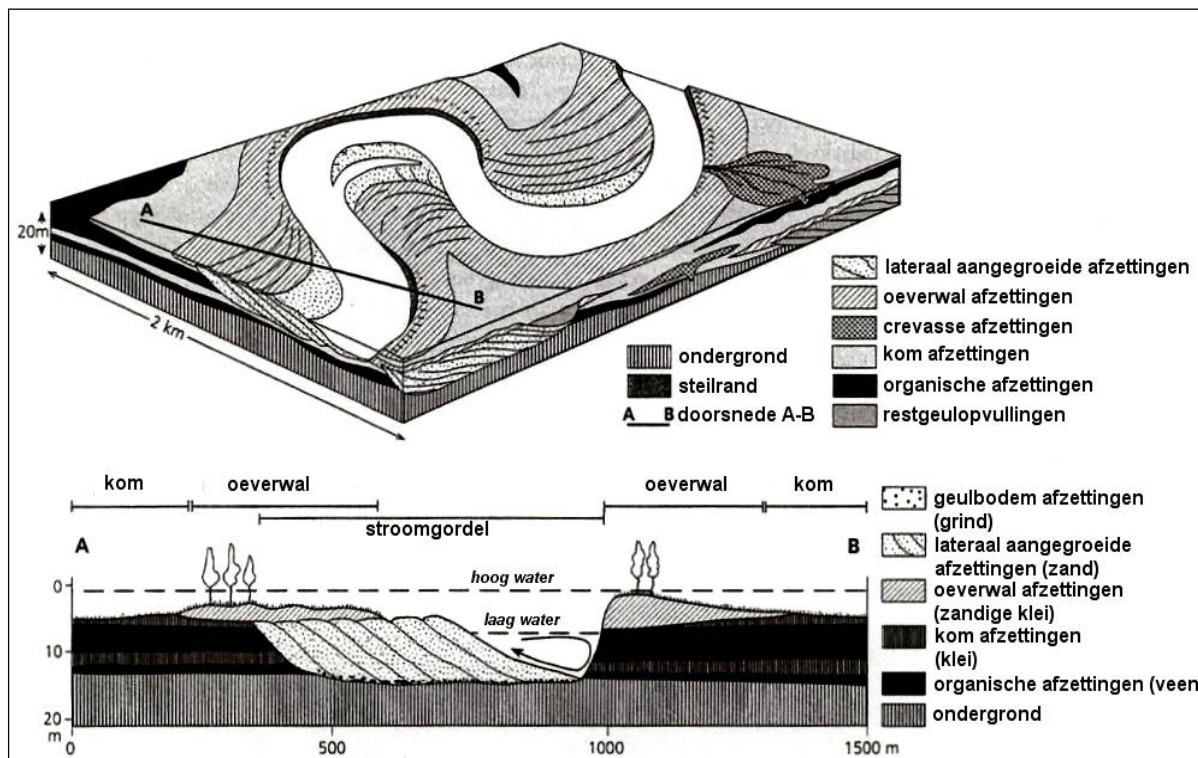 A
B
20m
2 km
lateraal aangegroeide afzettingen
oeverwal afzettingen
crevasse afzettingen
kom afzettingen
organische afzettingen
restgeulopvullingen
ondergrond
steilrand
A B doorsnede A-B
kom oeverwal oeverwal kom
stroomgordel
A B
hoog water
laag water
0
10
20
m
0 500 1000 1500 m
geulbodem afzettingen
(grind)
lateraal aangegroeide
afzettingen (zand)
oeverwal afzettingen
(zandige klei)
kom afzettingen
(klei)
organische afzettingen (veen
ondergrond